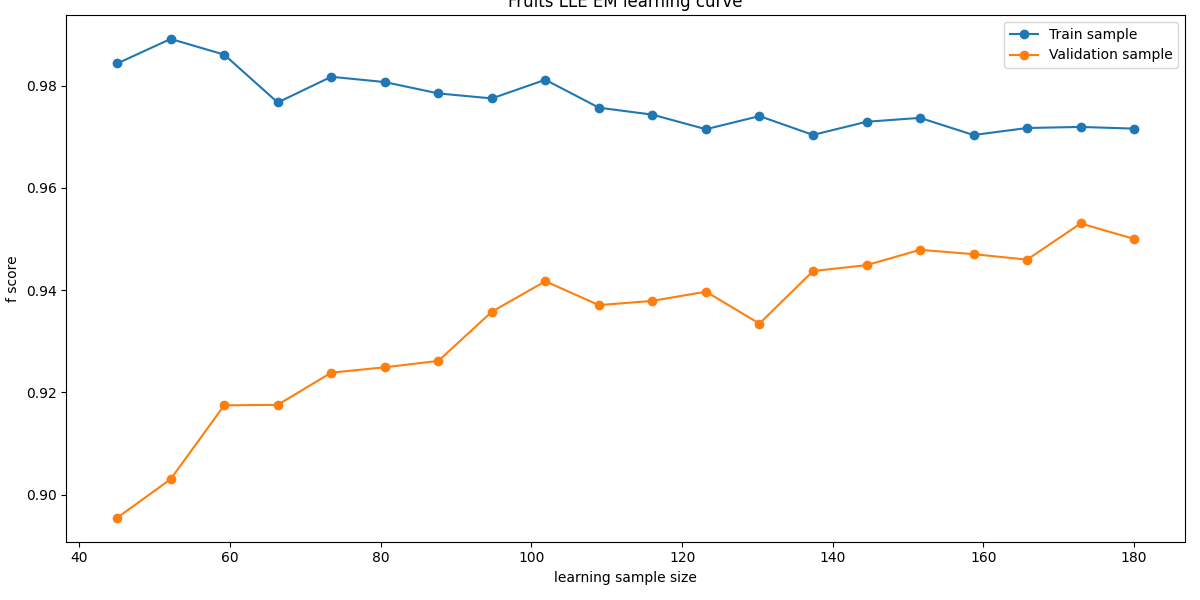 Fruits LLE EM learning curve
Train sample
Validation sample
0.98
0.96
0.94
0.92
0.90
f score
40 60 80 100 120 140 160 180
learning sample size